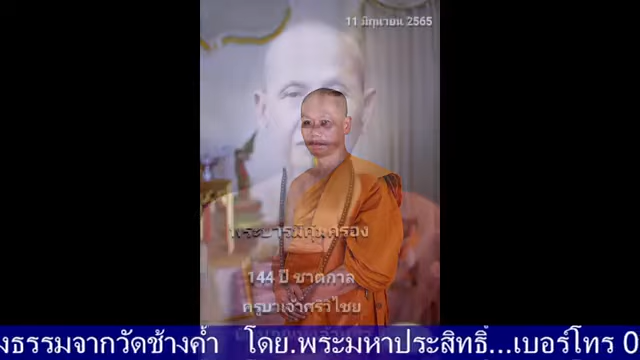 11 มิถุนายน 2565
พระบารมีคุ้มครอง
144 ปี ชาตกาล
ครูบาเจ้าศรีวิไชย
งธรรมจากวัดช้างค้ำ โดย.พระมหาประสิทธิ์...เบอร์โทร 0